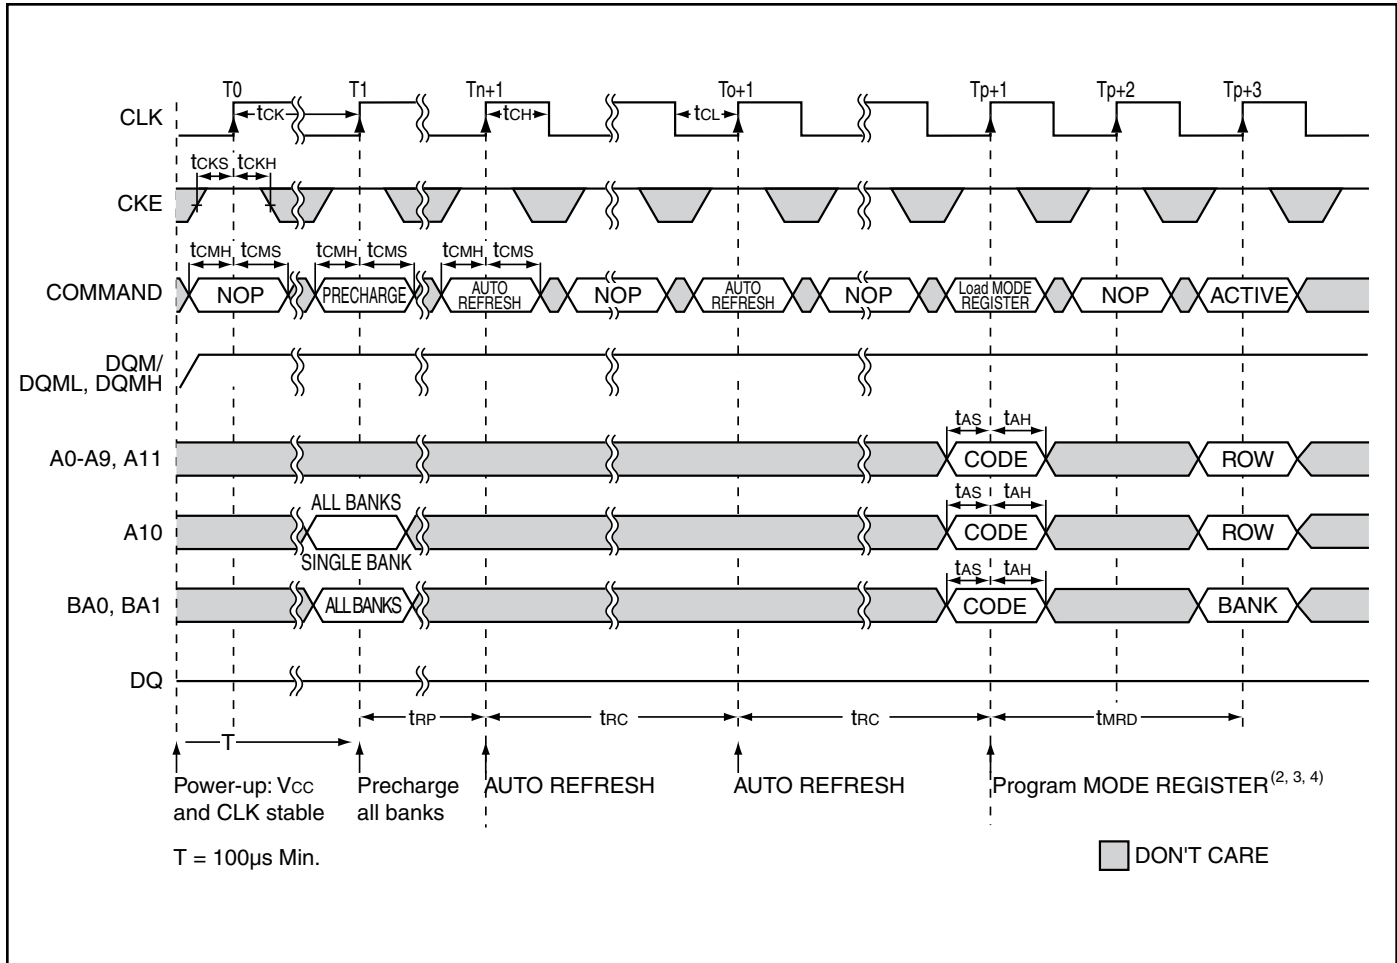 T0 T1 Tn+1 To+1 Tp+1 Tp+2 Tp+3
CLK tCK tCH tCL
tCKS tCKH
CKE
tCMH tCMS tCMH tCMS tCMH tCMS
COMMAND NOP PRECHARGE AUTO REFRESH NOP AUTO REFRESH NOP Load MODE REGISTER NOP ACTIVE
DQM/
DQML, DQMH
tAS tAH
A0-A9, A11 CODE ROW
ALL BANKS tAS tAH
A10 CODE ROW
SINGLE BANK tAS tAH
BA0, BA1 ALL BANKS CODE BANK
DQ
tRP tRC tRC tMRD
T
Power-up: VCC Precharge AUTO REFRESH AUTO REFRESH Program MODE REGISTER(2, 3, 4)
and CLK stable all banks
T = 100µs Min. DON'T CARE